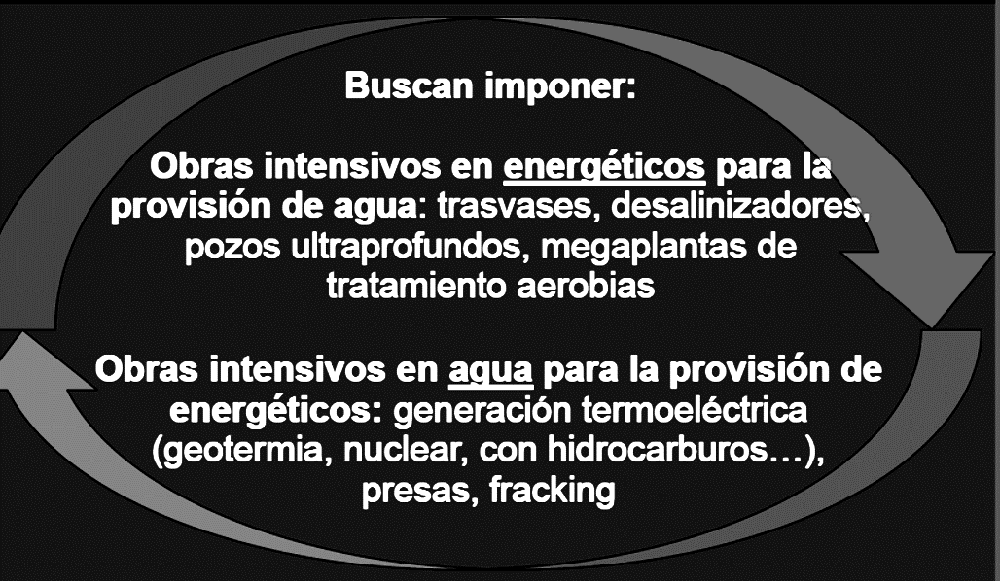 Buscan imponer:
Obras intensivos en energéticos para la
provisión de agua: trasvases, desalinizadores,
pozos ultraprofundos, megaplantas de
tratamiento aerobias
Obras intensivos en agua para la provisión de
energéticos: generación termoeléctrica
(geotermia, nuclear, con hidrocarburos…),
presas, fracking